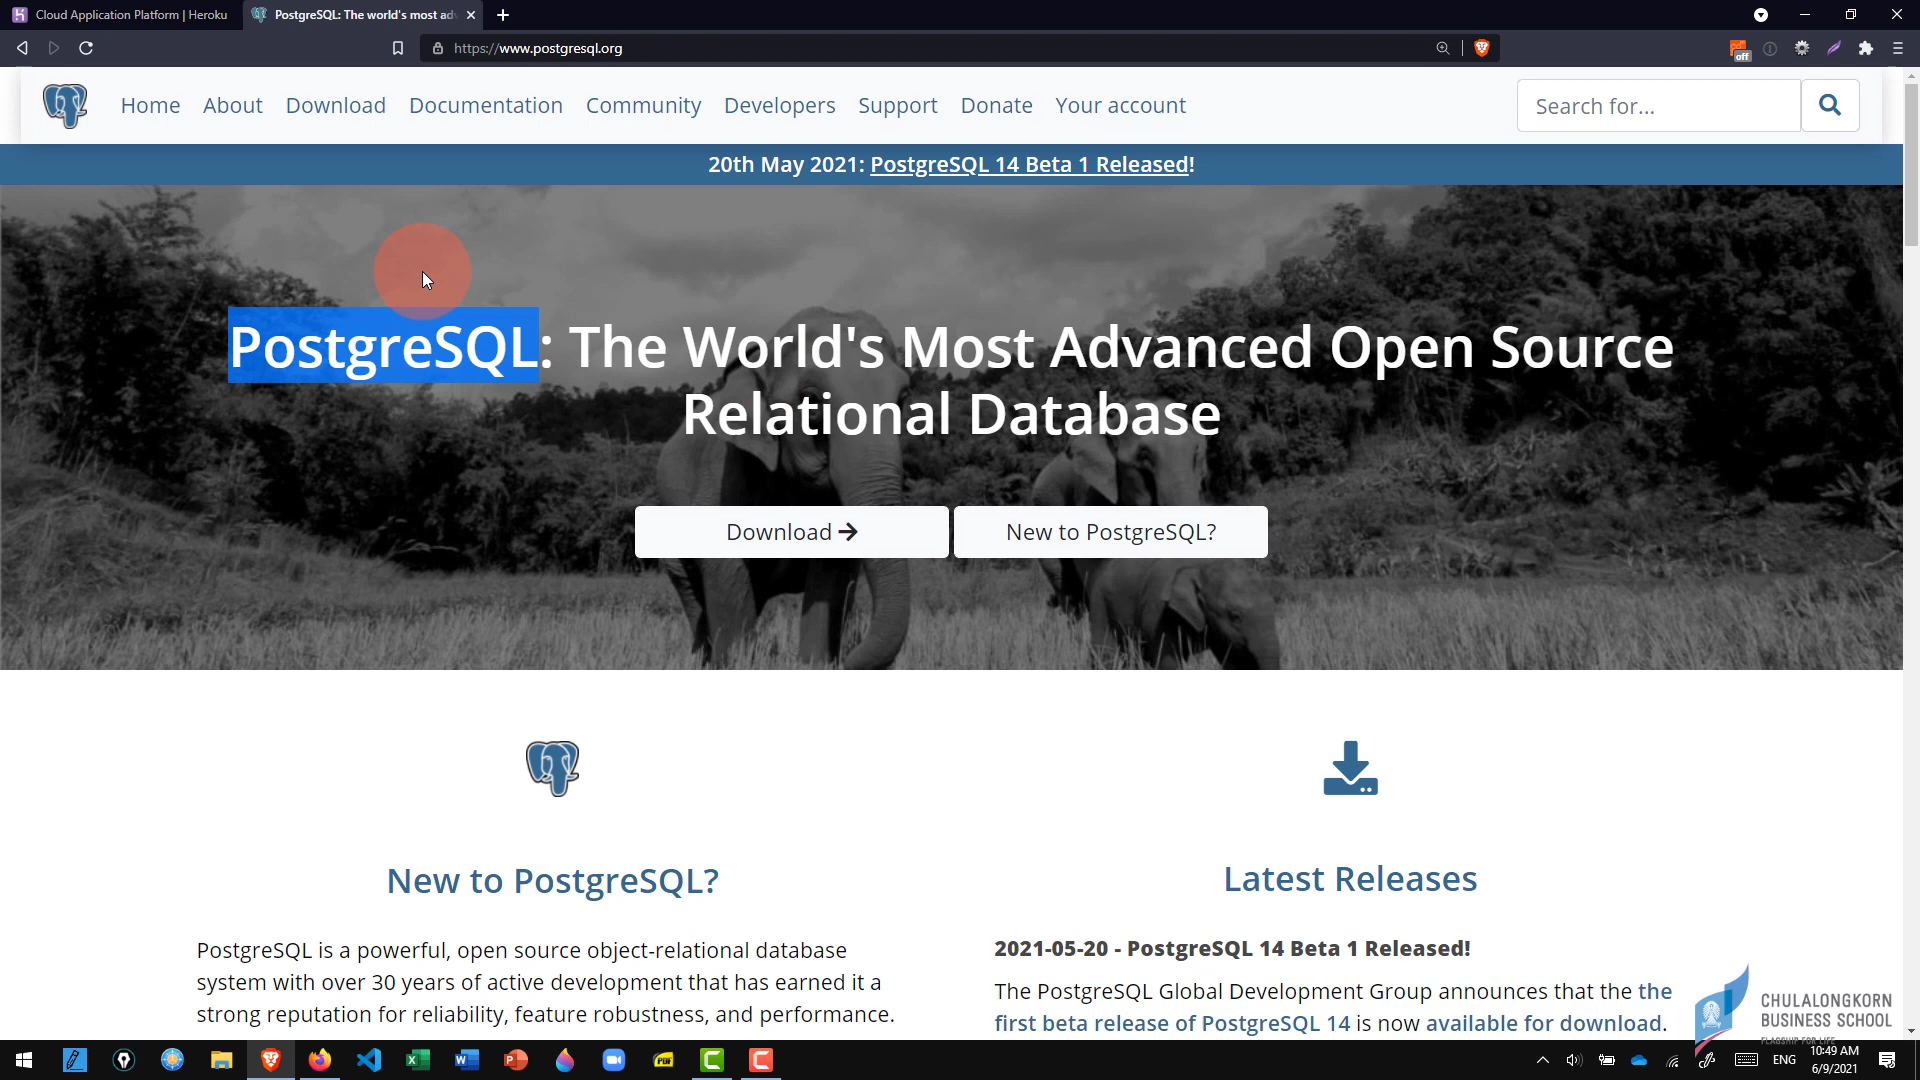 Cloud Application Platform | Heroku
PostgreSQL: The world's most adv
https://www.postgresql.org
off
Home About Download Documentation Community Developers Support Donate Your account
Search for...
20th May 2021: PostgreSQL 14 Beta 1 Released!
PostgreSQL: The World's Most Advanced Open Source
Relational Database
Download
New to PostgreSQL?
New to PostgreSQL?
PostgreSQL is a powerful, open source object-relational database
system with over 30 years of active development that has earned it a
strong reputation for reliability, feature robustness, and performance.
Latest Releases
2021-05-20 - PostgreSQL 14 Beta 1 Released!
The PostgreSQL Global Development Group announces that the the
first beta release of PostgreSQL 14 is now available for download.
CHULALONGKORN
BUSINESS SCHOOL
FLAGSHIP FOR LIFE
PDF
ENG
10:49 AM
6/9/2021